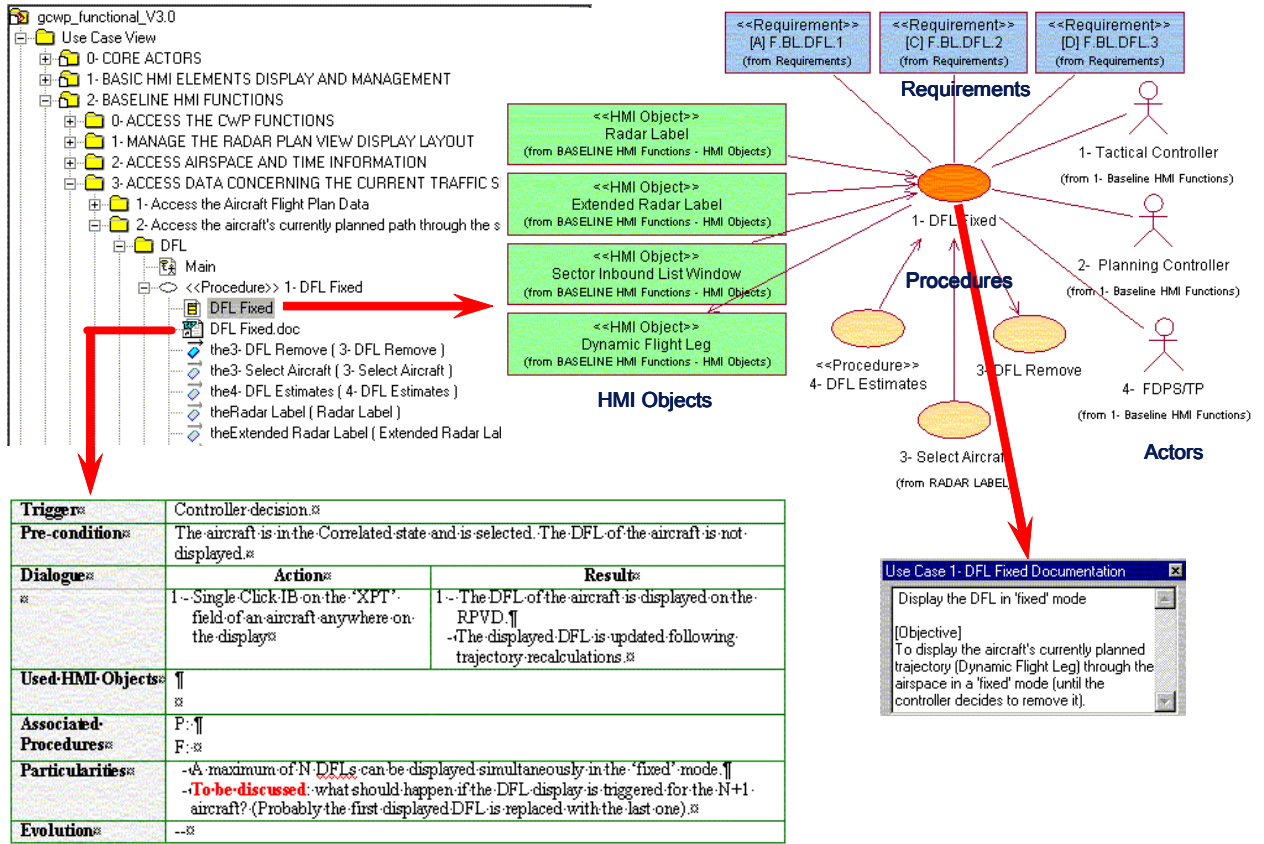 gcwp_functional_V3.0
Use Case View
0- CORE ACTORS
1- BASIC HMI ELEMENTS DISPLAY AND MANAGEMENT
2- BASELINE HMI FUNCTIONS
0- ACCESS THE CWP FUNCTIONS
1- MANAGE THE RADAR PLAN VIEW DISPLAY LAYOUT
2- ACCESS AIRSPACE AND TIME INFORMATION
3- ACCESS DATA CONCERNING THE CURRENT TRAFFIC S
1- Access the Aircraft Flight Plan Data
2- Access the aircraft's currently planned path through the s
DFL
Main
<<Procedure>> 1- DFL Fixed
DFL Fixed
DFL Fixed.doc
the3- DFL Remove ( 3- DFL Remove )
the3- Select Aircraft ( 3- Select Aircraft )
the4- DFL Estimates ( 4- DFL Estimates )
theRadar Label ( Radar Label )
theExtended Radar Label ( Extended Radar Lal
<<HMI Object>>
Radar Label
(from BASELINE HMI Functions - HMI Objects)
<<HMI Object>>
Extended Radar Label
(from BASELINE HMI Functions - HMI Objects)
<<HMI Object>>
Sector Inbound List Window
(from BASELINE HMI Functions - HMI Objects)
<<HMI Object>>
Dynamic Flight Leg
(from BASELINE HMI Functions - HMI Objects)
HMI Objects
<<Requirement>>
[A] F.BL.DFL.1
(from Requirements)
<<Requirement>>
[C] F.BL.DFL.2
(from Requirements)
<<Requirement>>
[D] F.BL.DFL.3
(from Requirements)
Requirements
1- DFL Fixed
Procedures
<<Procedure>>
4- DFL Estimates
3- DFL Remove
3- Select Aircraft
(from RADAR LABEL)
1- Tactical Controller
(from 1- Baseline HMI Functions)
2- Planning Controller
(from 1- Baseline HMI Functions)
4- FDPS/TP
(from 1- Baseline HMI Functions)
Actors
Trigger¤ Controller·decision.¤
Pre-condition¤ The·aircraft·is·in·the·Correlated·state·and·is·selected.·The·DFL·of·the·aircraft·is·not·
displayed.¤
Dialogue¤ Action¤ Result¤
¤ 1·-·Single·Click·IB·on·the·‘XPT’· 1·-·The·DFL·of·the·aircraft·is·displayed·on·the·
field·of·an·aircraft·anywhere·on· RPVD.¶
the·display¤ -·The·displayed·DFL·is·updated·following·
trajectory·recalculations.¤
Used·HMI·Objects¤ ¶
¤
Associated· P:·¶
Procedures¤ F:·¤
Particularities¤ -·A·maximum·of·N·DFLs·can·be·displayed·simultaneously·in·the·‘fixed’·mode.¶
-·To·be·discussed:·what·should·happen·if·the·DFL·display·is·triggered·for·the·N+1·
aircraft?·(Probably·the·first·displayed·DFL·is·replaced·with·the·last·one).¤
Evolution¤ --¤
Use Case 1- DFL Fixed Documentation
Display the DFL in 'fixed' mode
[Objective]
To display the aircraft's currently planned
trajectory (Dynamic Flight Leg) through the
airspace in a 'fixed' mode (until the
controller decides to remove it).